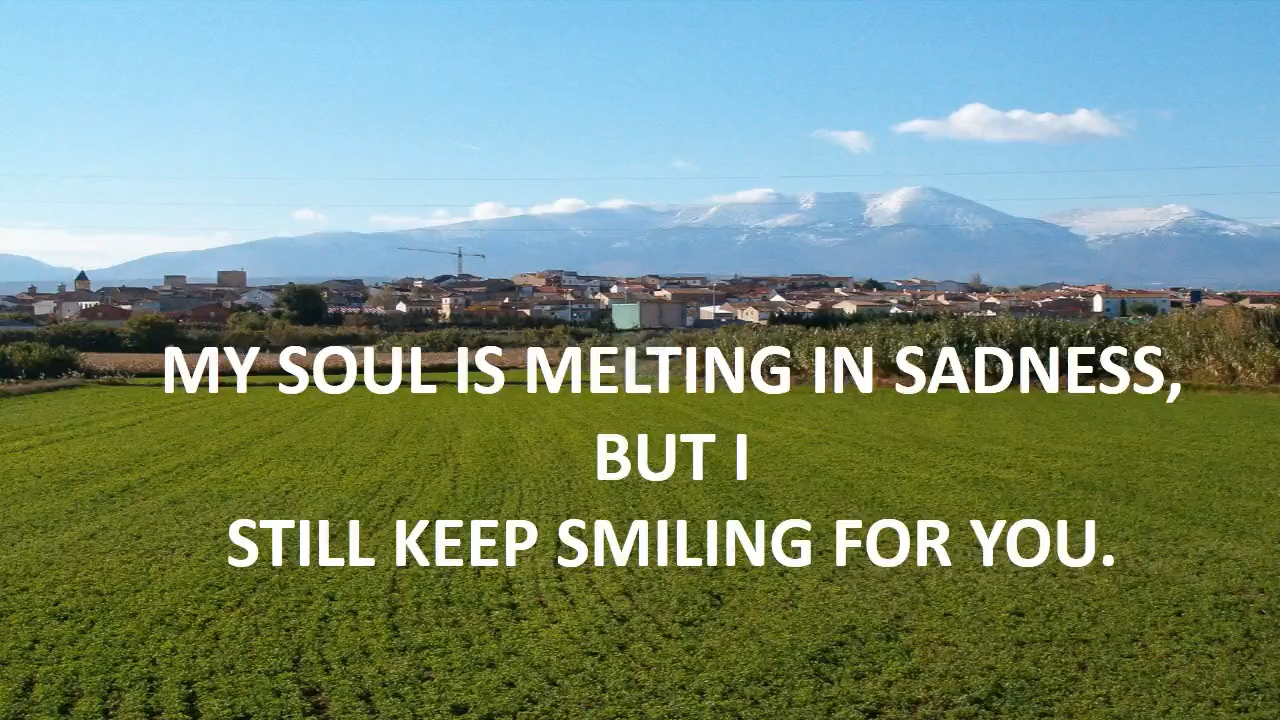 MY SOUL IS MELTING IN SADNESS,
BUT I
STILL KEEP SMILING FOR YOU.